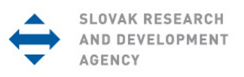 SLOVAK RESEARCH
AND DEVELOPMENT
AGENCY